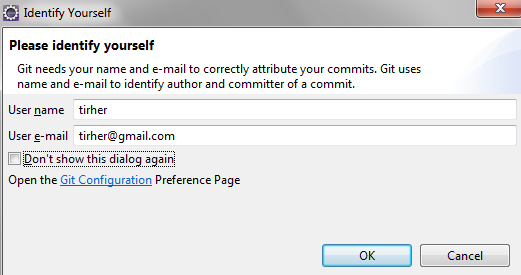 Identify Yourself
Please identify yourself
Git needs your name and e-mail to correctly attribute your commits. Git uses
name and e-mail to identify author and committer of a commit.
User name tirher
User e-mail tirher@gmail.com
Don't show this dialog again
Open the Git Configuration Preference Page
OK Cancel